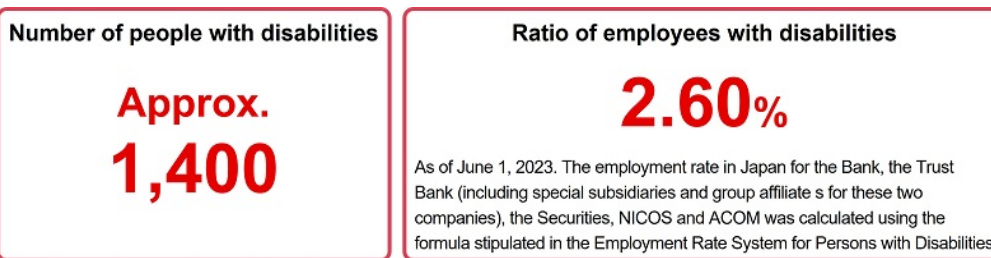 Number of people with disabilities
Approx.
1,400
Ratio of employees with disabilities
2.60%
As of June 1, 2023. The employment rate in Japan for the Bank, the Trust
Bank (including special subsidiaries and group affiliate s for these two
companies), the Securities, NICOS and ACOM was calculated using the
formula stipulated in the Employment Rate System for Persons with Disabilities